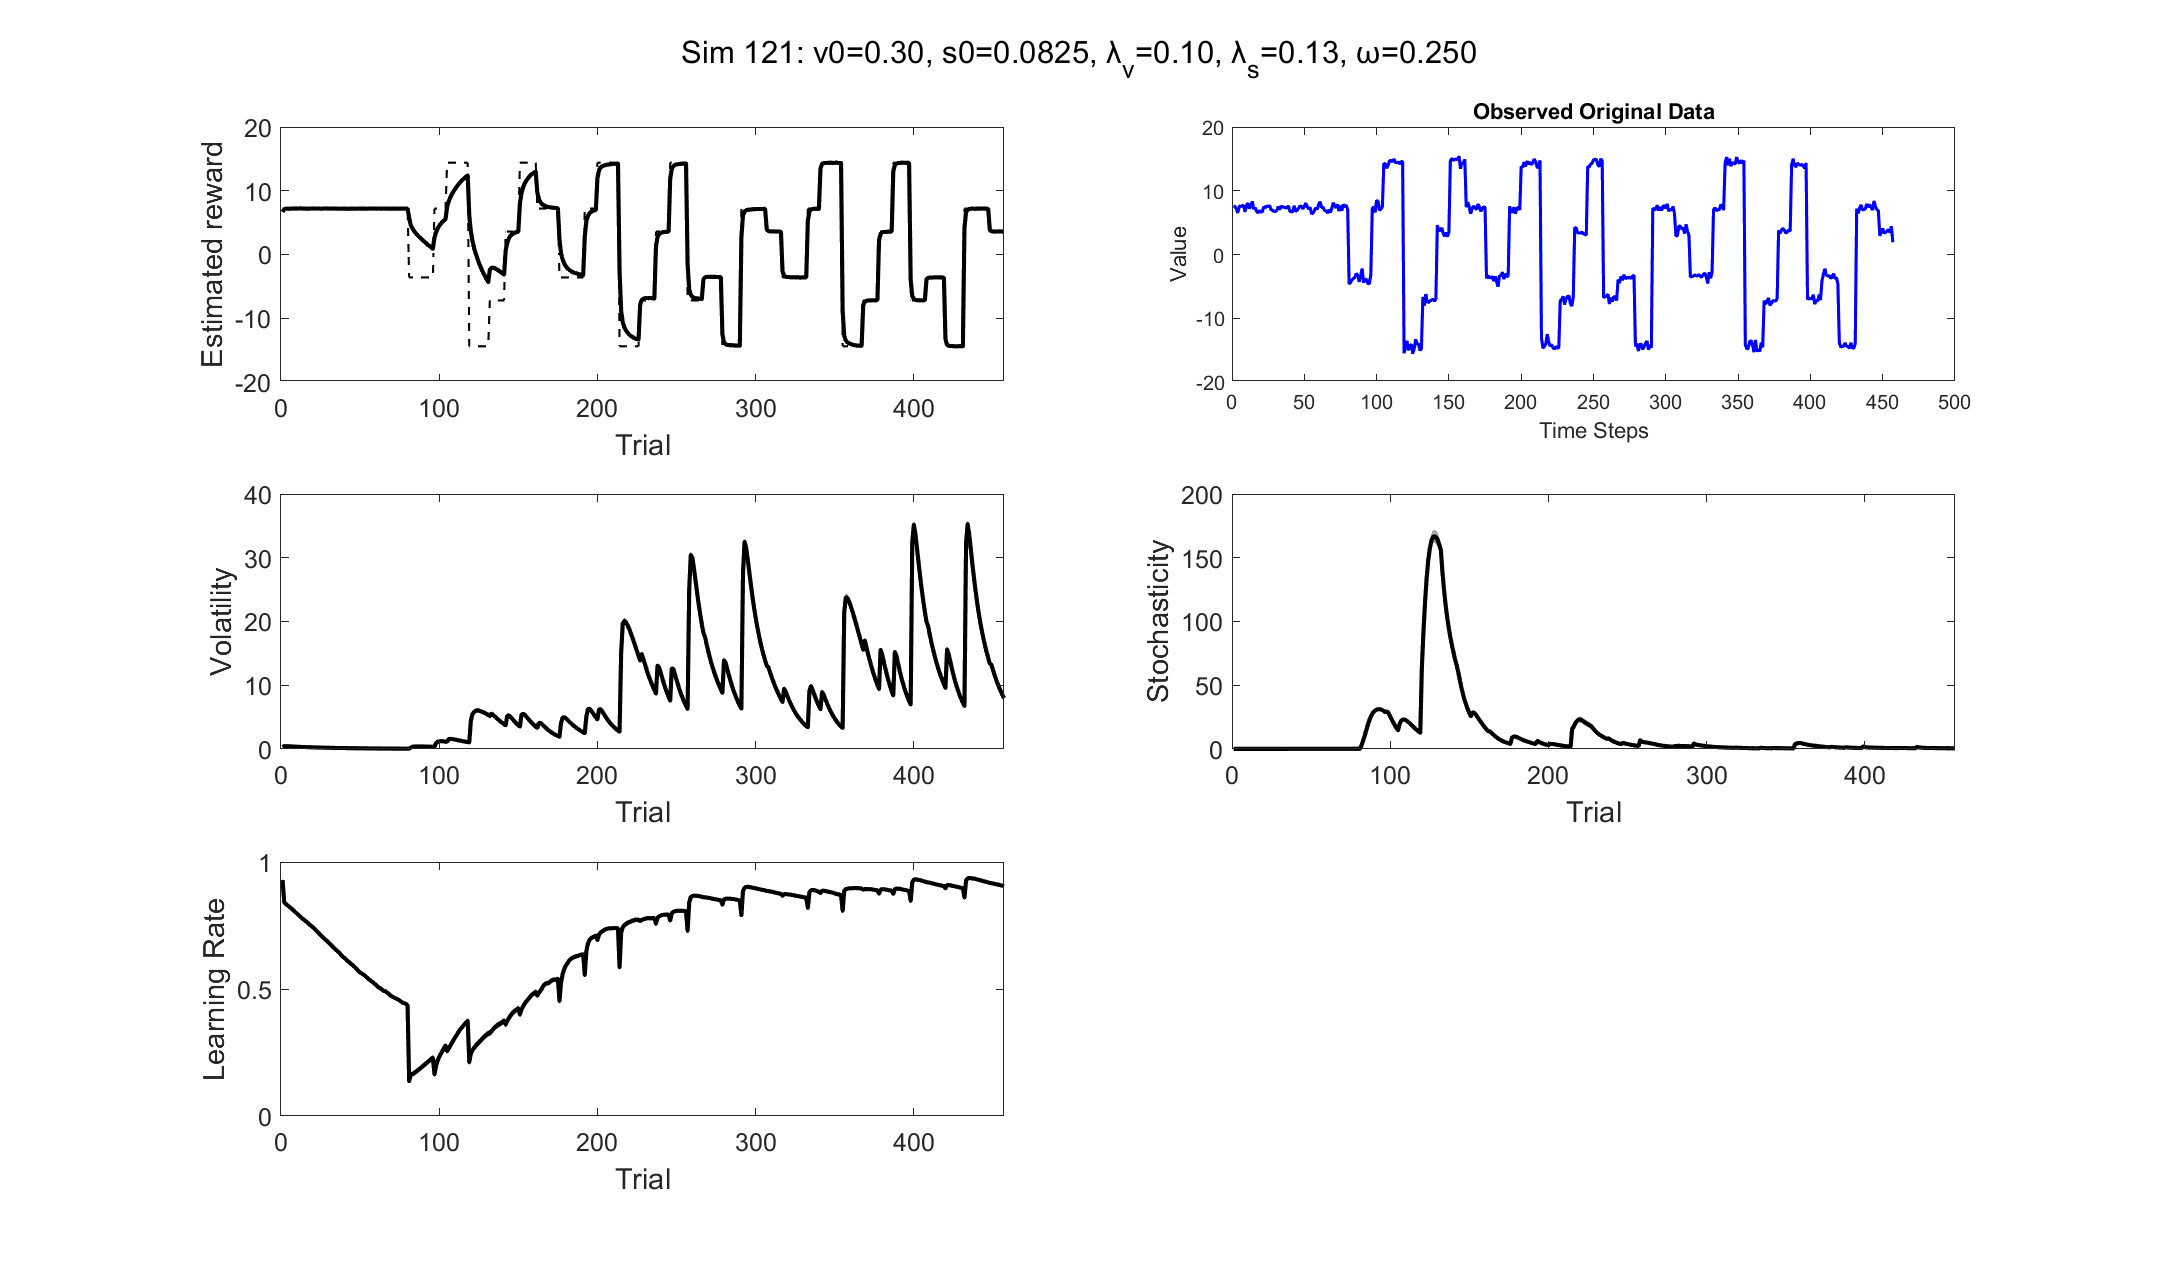 Sim 121: v0=0.30, s0=0.0825, λv=0.10, λs=0.13, ω=0.250
Estimated reward
20
10
0
-10
-20
0 100 200 300 400
Trial
Observed Original Data
Value
20
10
0
-10
-20
0 50 100 150 200 250 300 350 400 450 500
Time Steps
Volatility
40
30
20
10
0
0 100 200 300 400
Trial
Stochasticity
200
150
100
50
0
0 100 200 300 400
Trial
Learning Rate
1
0.5
0
0 100 200 300 400
Trial